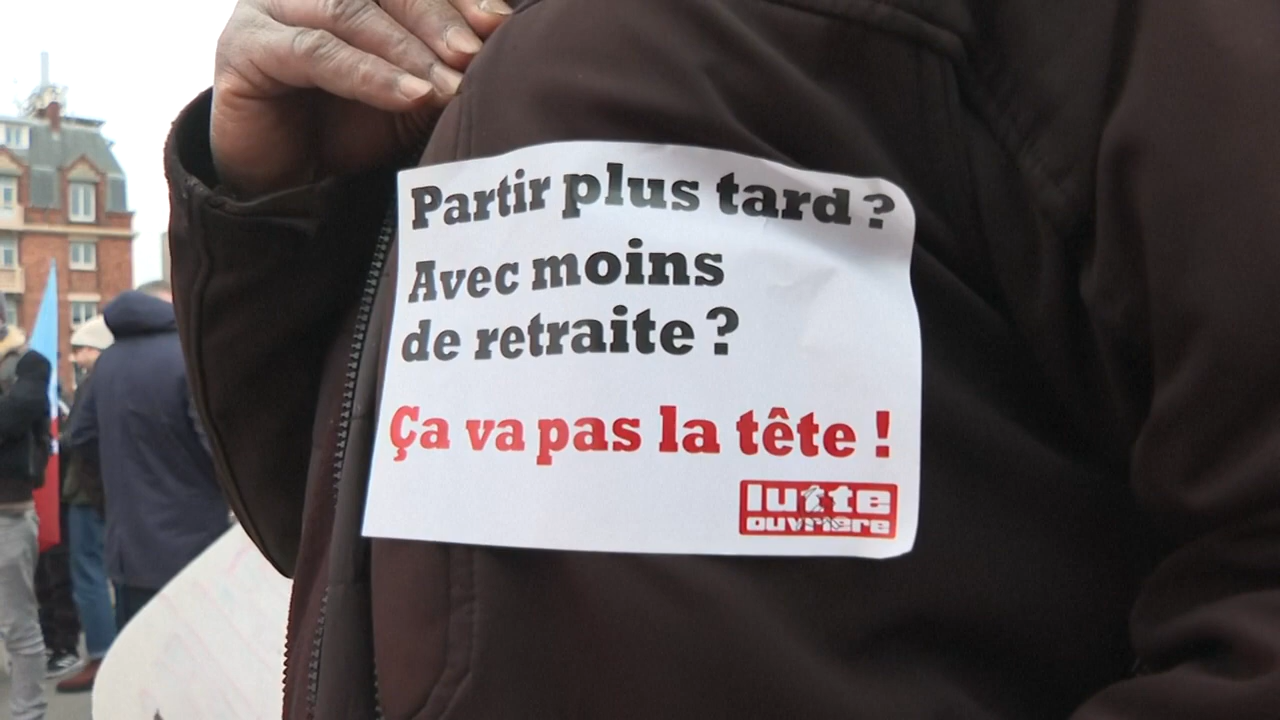 Partir plus tard ?
Avec moins
de retraite ?
Ça va pas la tête !
lutte
ouvrière